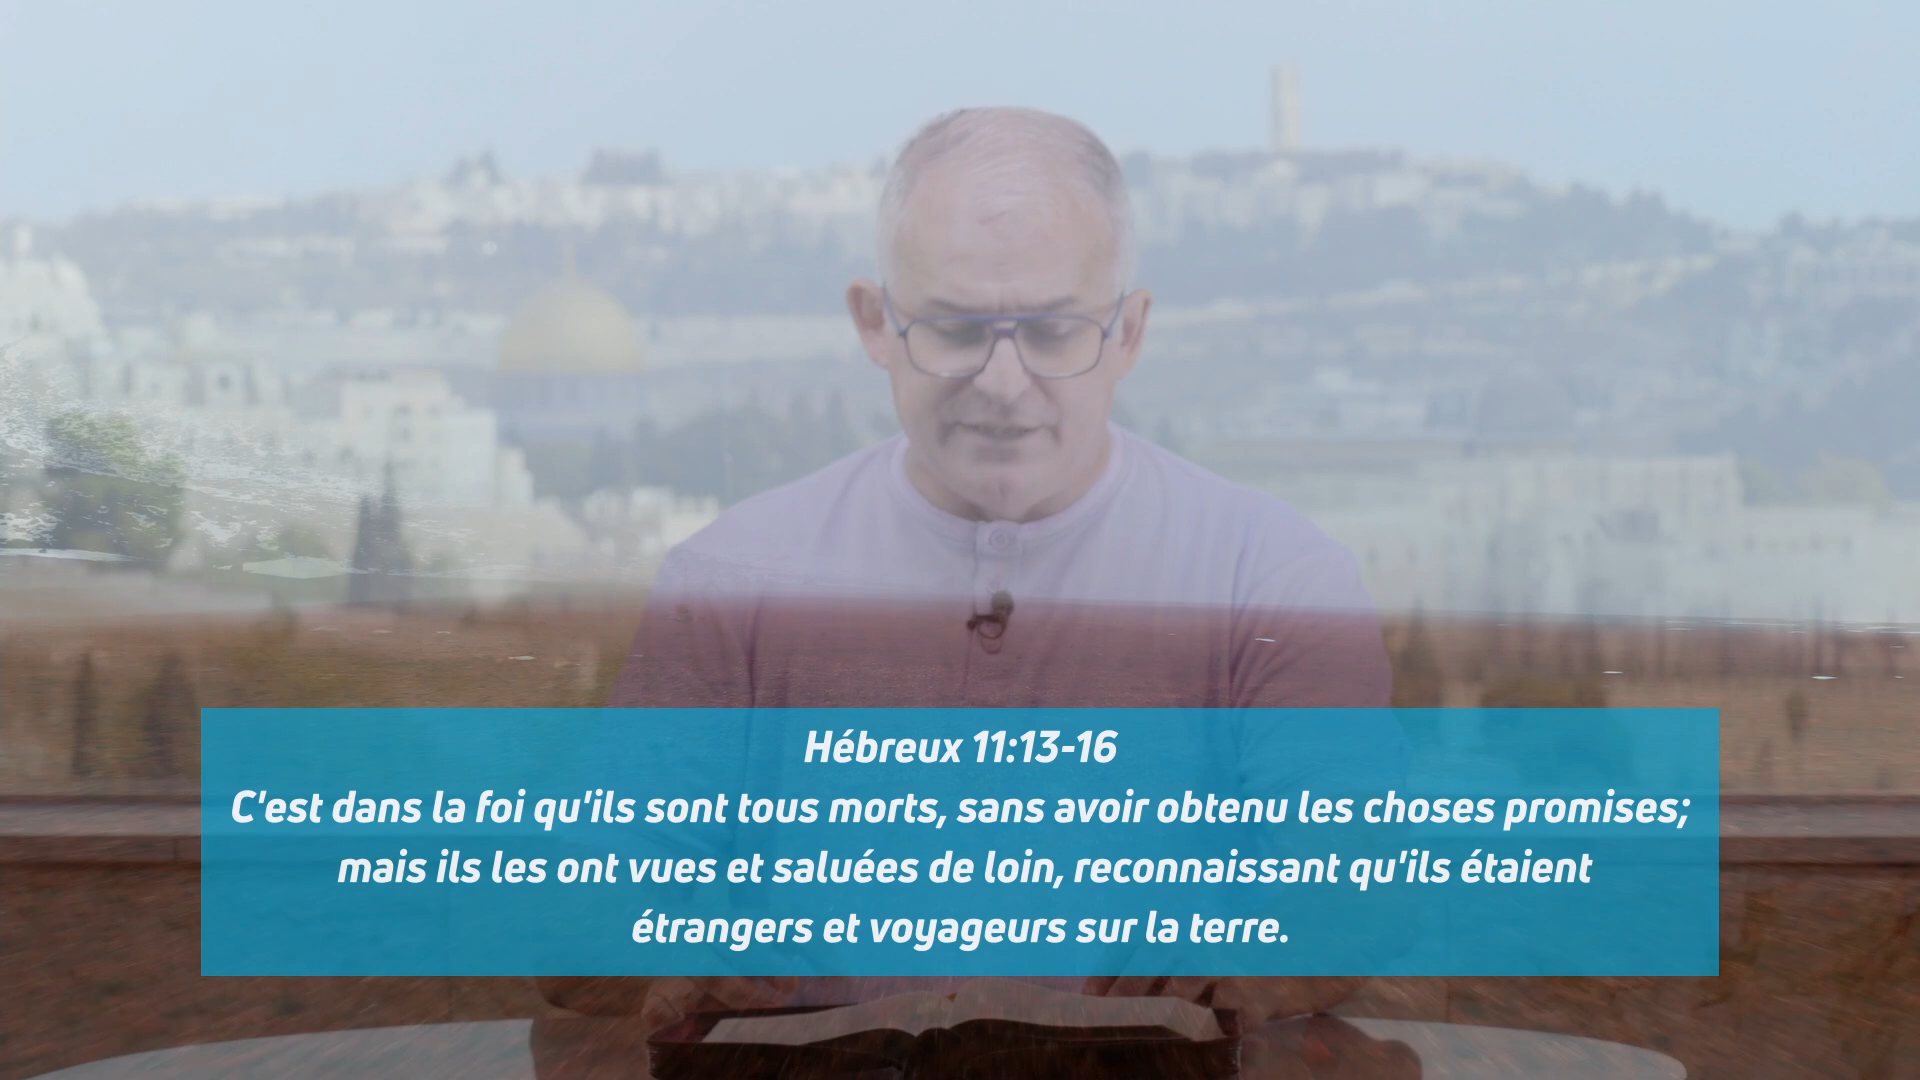 Hébreux 11:13-16
C'est dans la foi qu'ils sont tous morts, sans avoir obtenu les choses promises;
mais ils les ont vues et saluées de loin, reconnaissant qu'ils étaient
étrangers et voyageurs sur la terre.